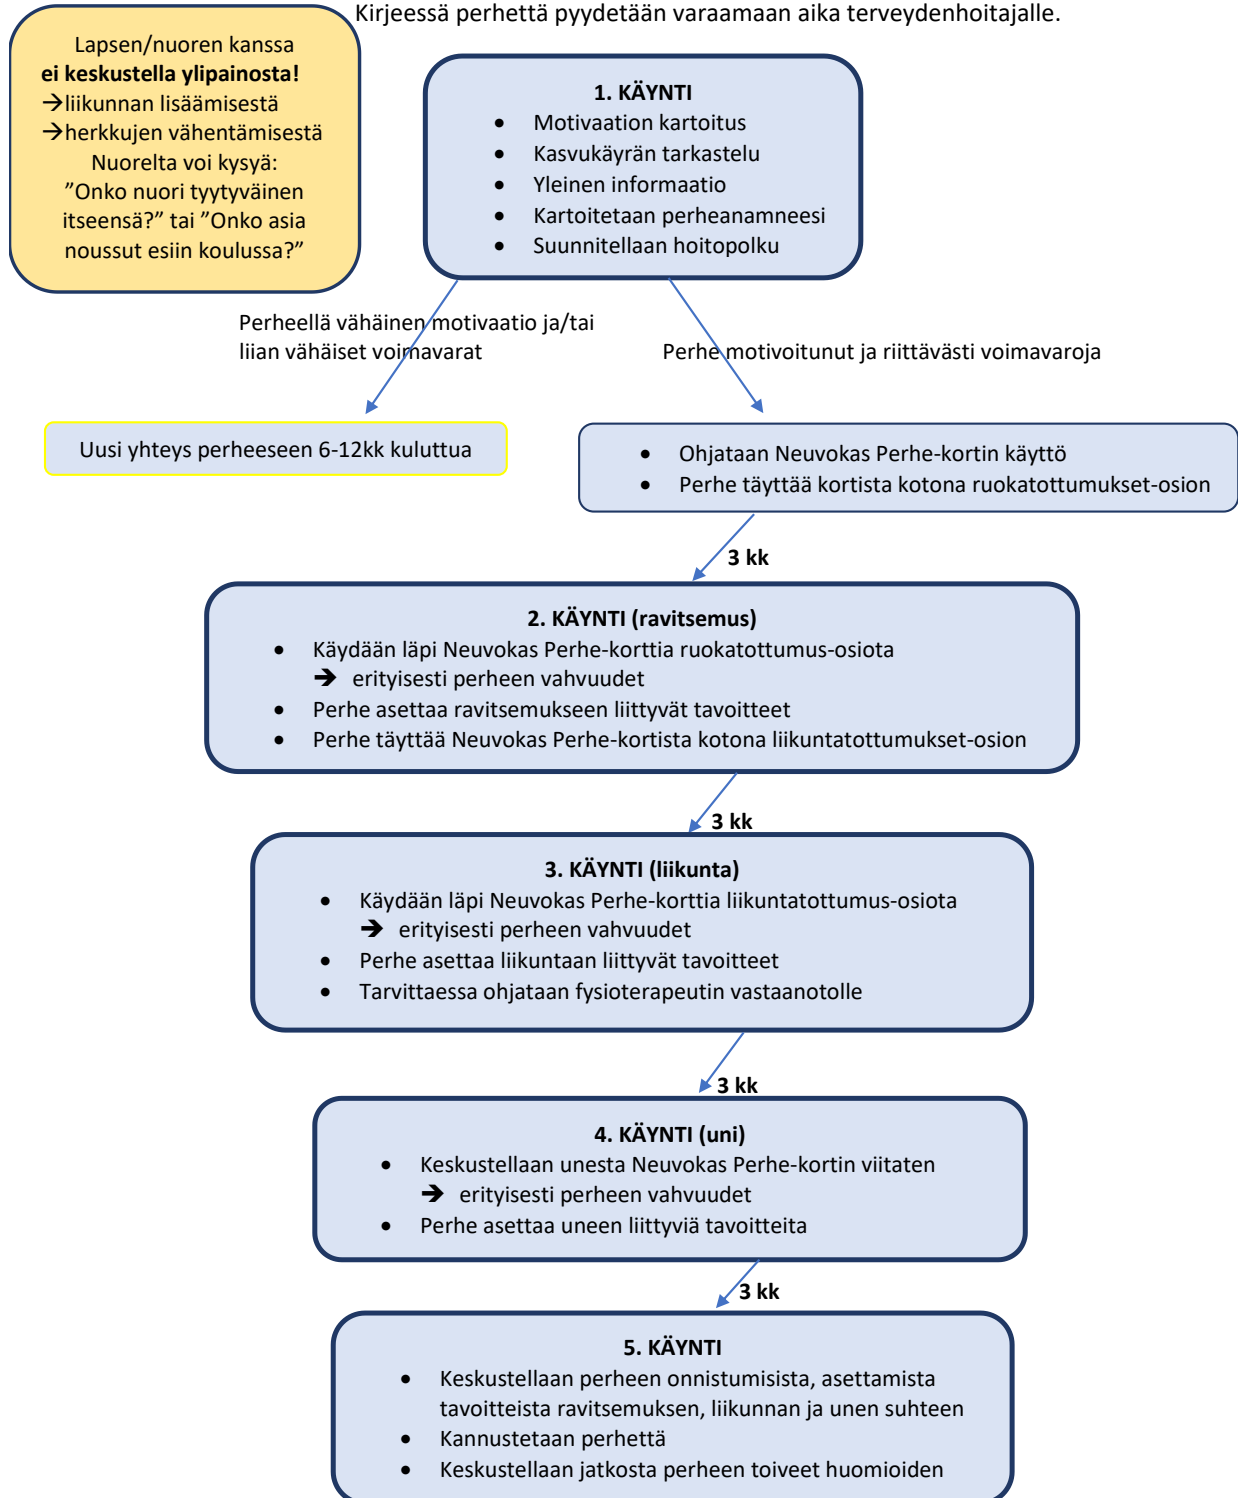 Kirjeessä perhettä pyydetään varaamaan aika terveydenhoitajalle.
Lapsen/nuoren kanssa
ei keskustella ylipainosta!
→liikunnan lisäämisestä
→herkkujen vähentämisestä
Nuorelta voi kysyä:
”Onko nuori tyytyväinen
itseensä?” tai ”Onko asia
noussut esiin koulussa?”
1. KÄYNTI
• Motivaation kartoitus
• Kasvukäyrän tarkastelu
• Yleinen informaatio
• Kartoitetaan perheanamneesi
• Suunnitellaan hoitopolku
Perheellä vähäinen motivaatio ja/tai
liian vähäiset voimavarat
Perhe motivoitunut ja riittävästi voimavaroja
Uusi yhteys perheeseen 6-12kk kuluttua
• Ohjataan Neuvokas Perhe-kortin käyttö
• Perhe täyttää kortista kotona ruokatottumukset-osion
3 kk
2. KÄYNTI (ravitsemus)
• Käydään läpi Neuvokas Perhe-korttia ruokatottumus-osiota
➔ erityisesti perheen vahvuudet
• Perhe asettaa ravitsemukseen liittyvät tavoitteet
• Perhe täyttää Neuvokas Perhe-kortista kotona liikuntatottumukset-osion
3 kk
3. KÄYNTI (liikunta)
• Käydään läpi Neuvokas Perhe-korttia liikuntatottumus-osiota
➔ erityisesti perheen vahvuudet
• Perhe asettaa liikuntaan liittyvät tavoitteet
• Tarvittaessa ohjataan fysioterapeutin vastaanotolle
3 kk
4. KÄYNTI (uni)
• Keskustellaan unesta Neuvokas Perhe-kortin viitaten
➔ erityisesti perheen vahvuudet
• Perhe asettaa uneen liittyviä tavoitteita
3 kk
5. KÄYNTI
• Keskustellaan perheen onnistumisista, asettamista
tavoitteista ravitsemuksen, liikunnan ja unen suhteen
• Kannustetaan perhettä
• Keskustellaan jatkosta perheen toiveet huomioiden